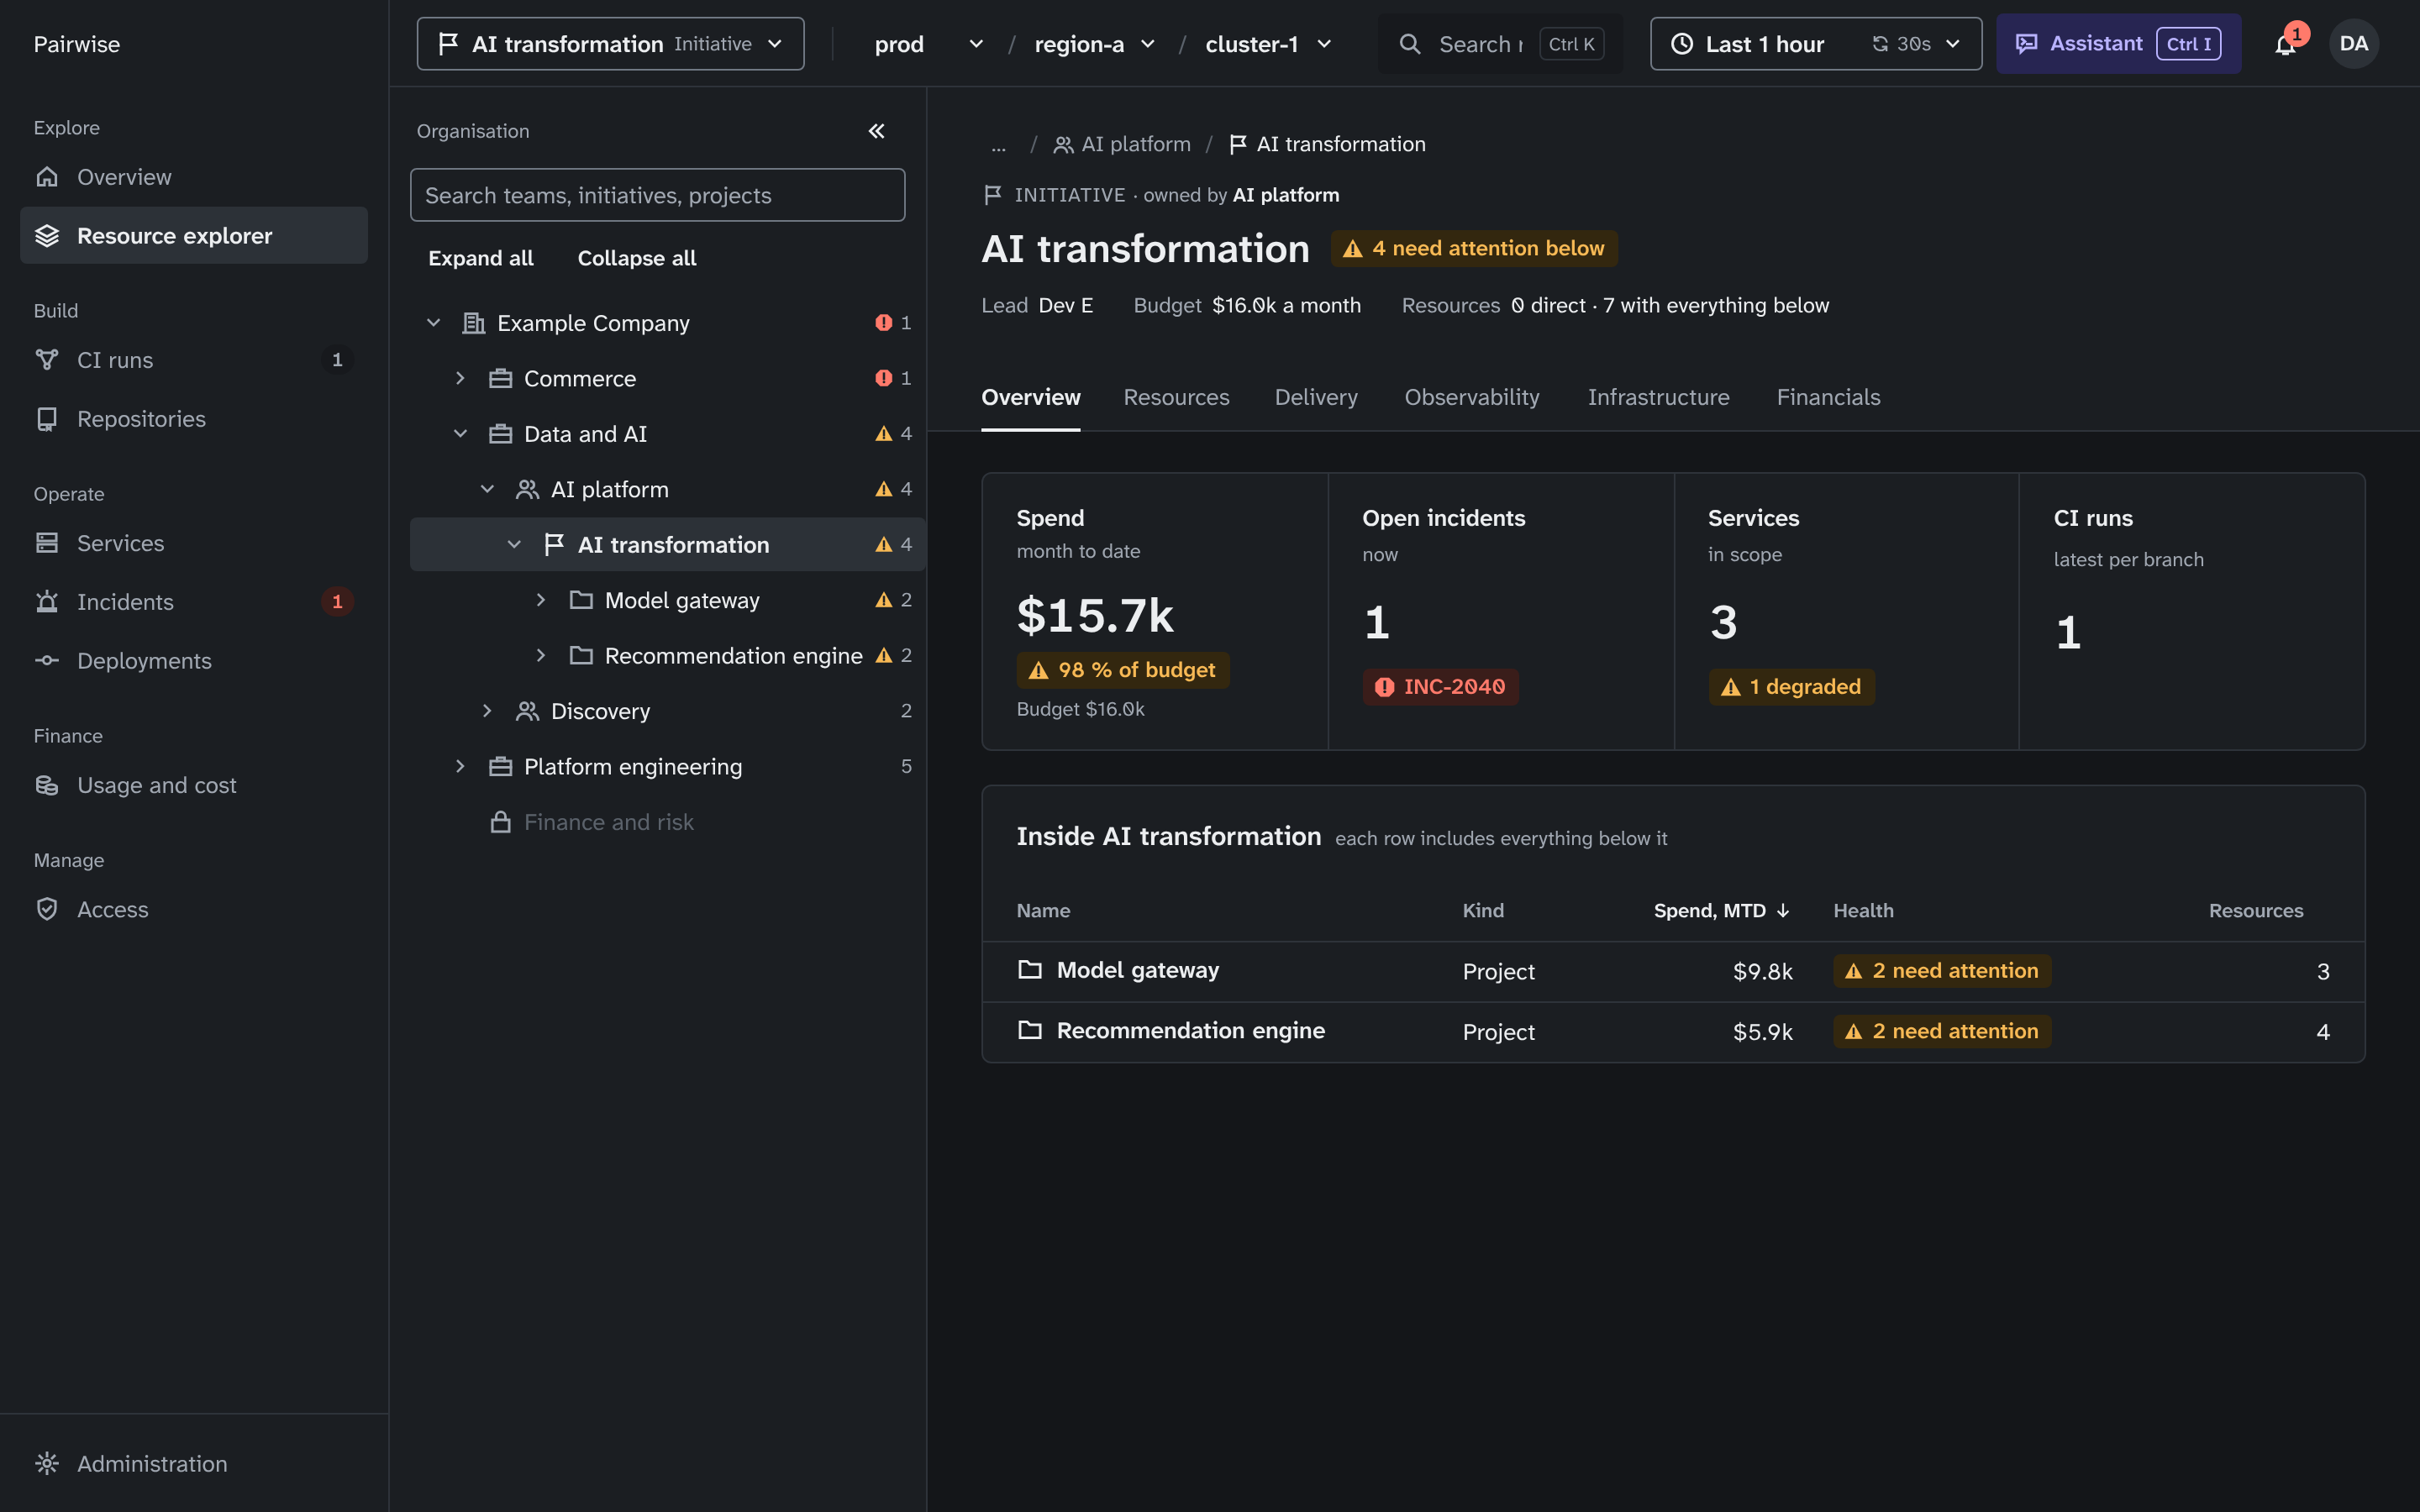 Pairwise
Explore
Overview
Resource explorer
Build
CI runs 1
Repositories
Operate
Services
Incidents 1
Deployments
Finance
Usage and cost
Manage
Access
Administration
AI transformation Initiative
prod / region-a / cluster-1
Search Ctrl K
Last 1 hour 30s
Assistant Ctrl I
1
DA
Organisation
Search teams, initiatives, projects
Expand all Collapse all
Example Company 1
Commerce 1
Data and AI 4
AI platform 4
AI transformation 4
Model gateway 2
Recommendation engine 2
Discovery 2
Platform engineering 5
Finance and risk
... / AI platform / AI transformation
INITIATIVE · owned by AI platform
AI transformation 4 need attention below
Lead Dev E Budget $16.0k a month Resources 0 direct · 7 with everything below
Overview Resources Delivery Observability Infrastructure Financials
Spend
month to date
$15.7k
98 % of budget
Budget $16.0k
Open incidents
now
1
INC-2040
Services
in scope
3
1 degraded
CI runs
latest per branch
1
Inside AI transformation each row includes everything below it
Name Kind Spend, MTD Health Resources
Model gateway Project $9.8k 2 need attention 3
Recommendation engine Project $5.9k 2 need attention 4